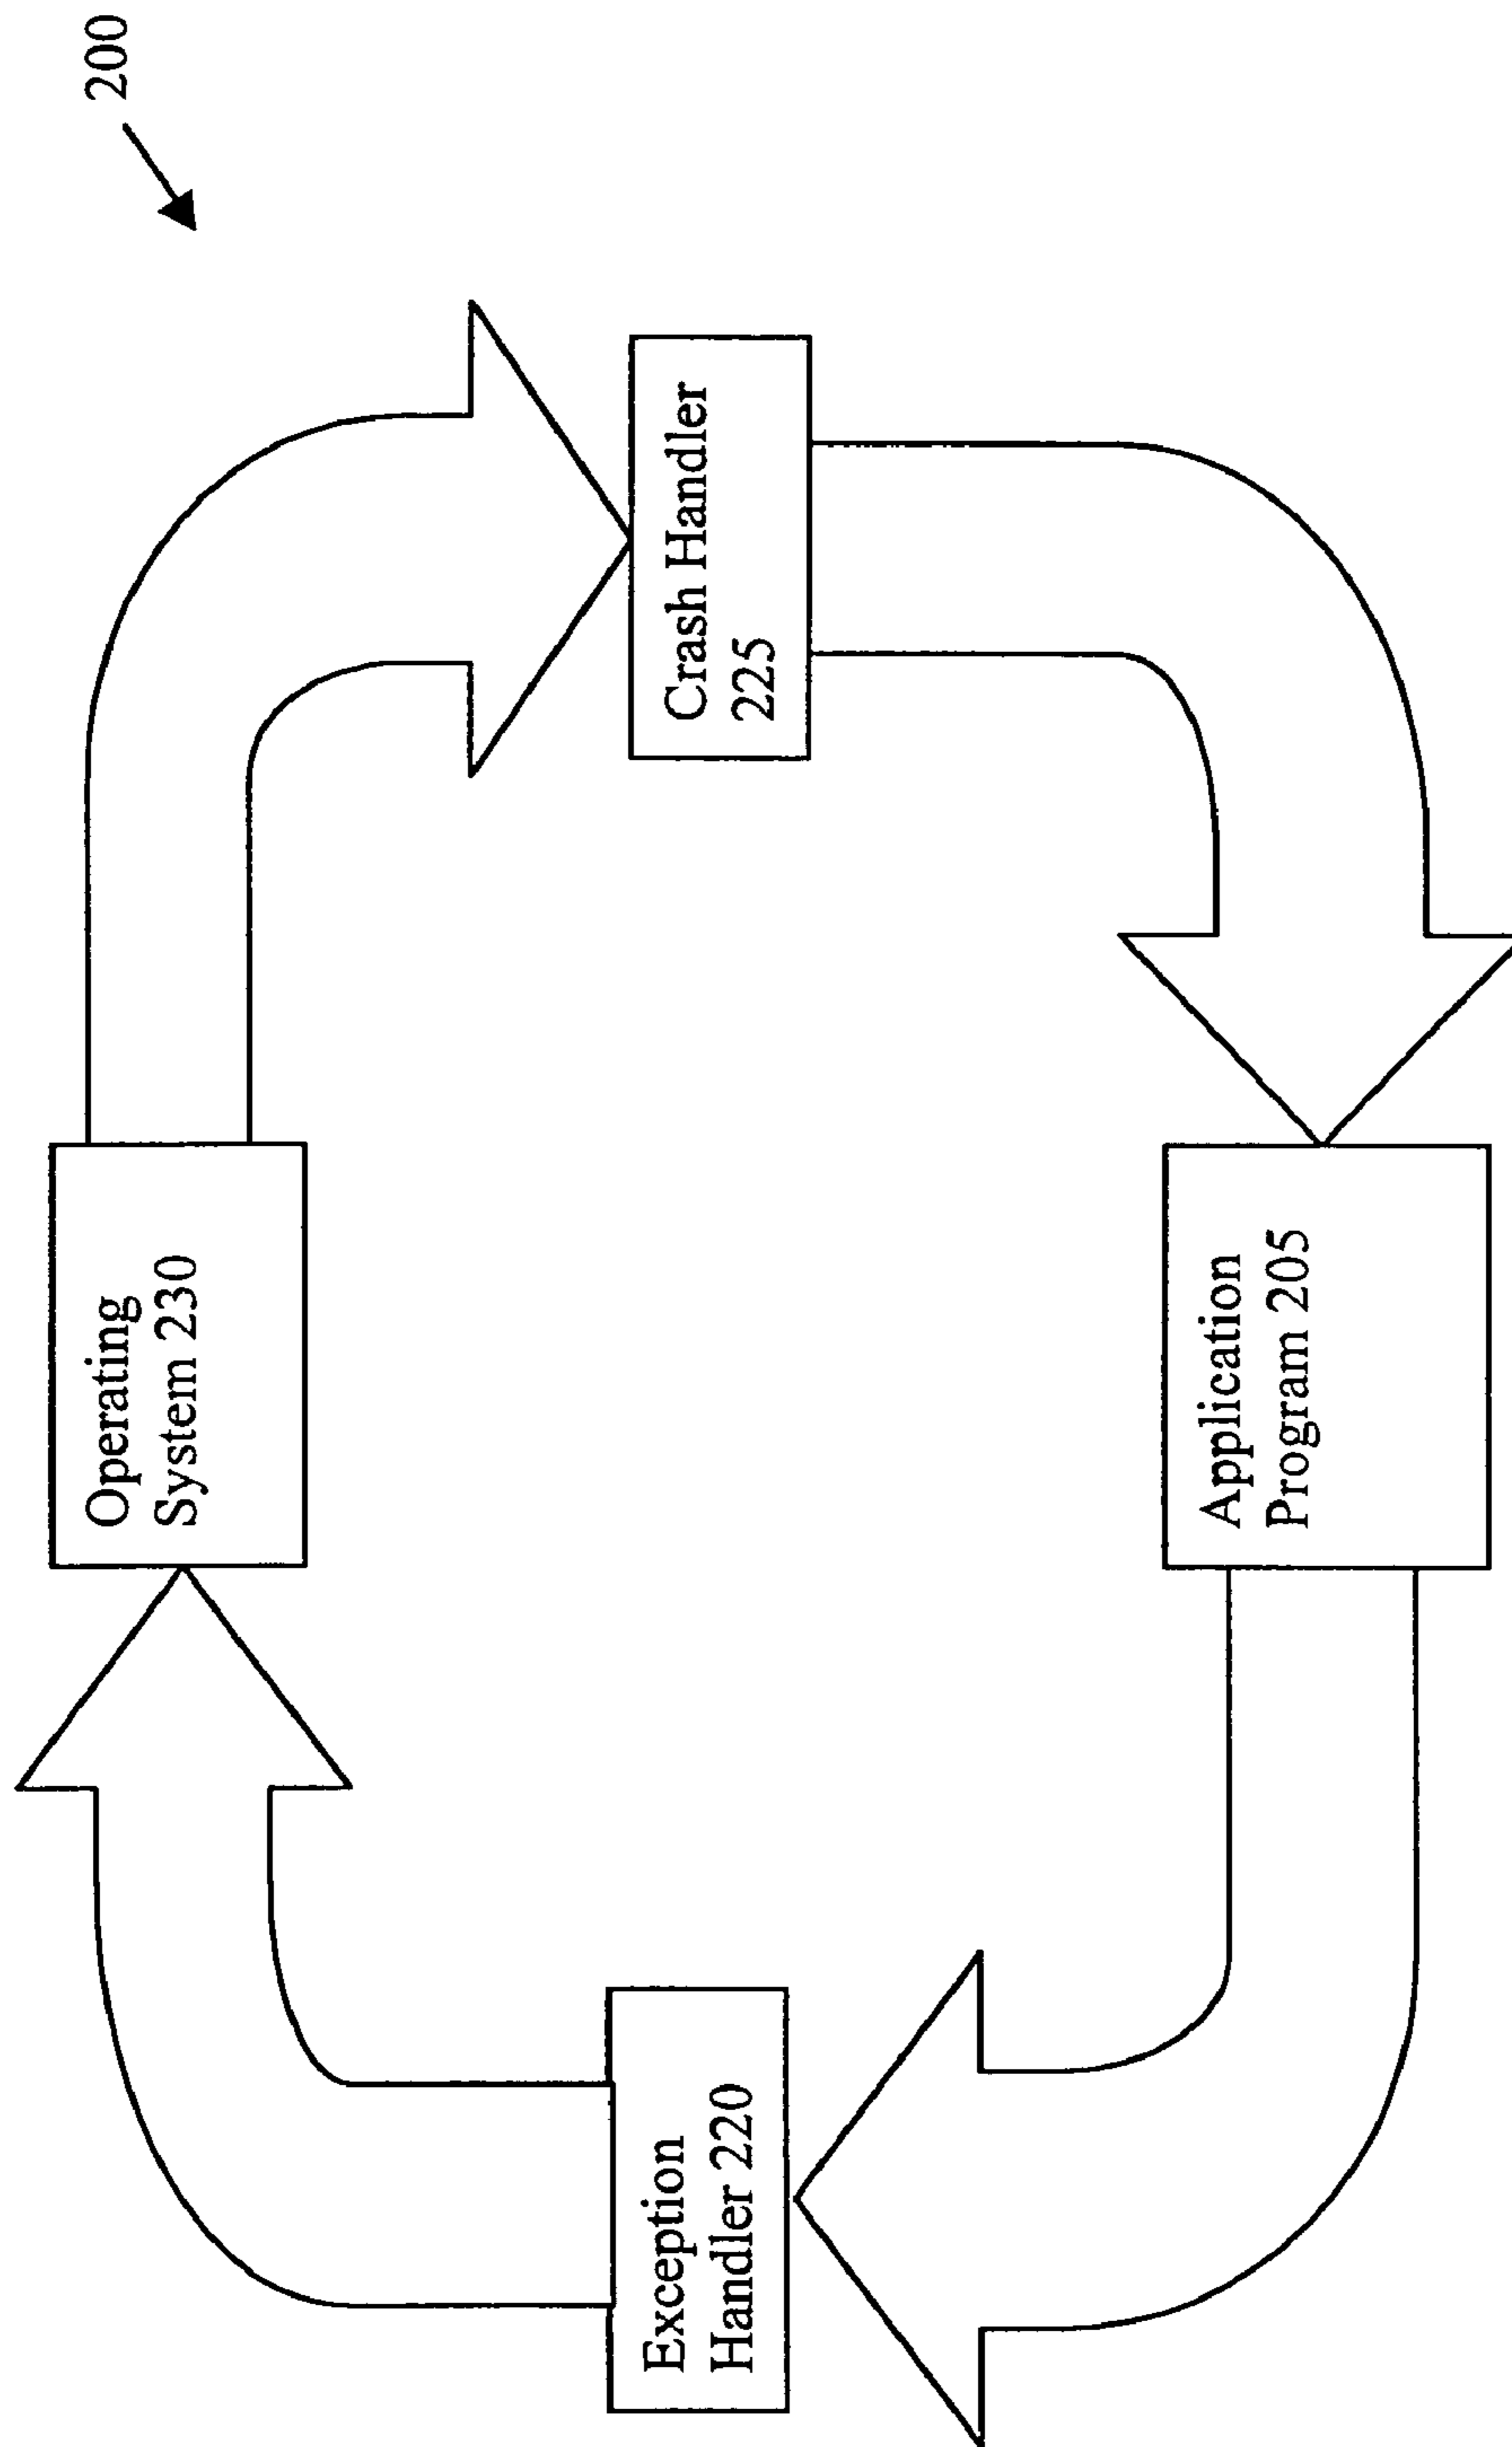 200
Operating
System 230
Crash Handler
225
Exception
Handler 220
Application
Program 205